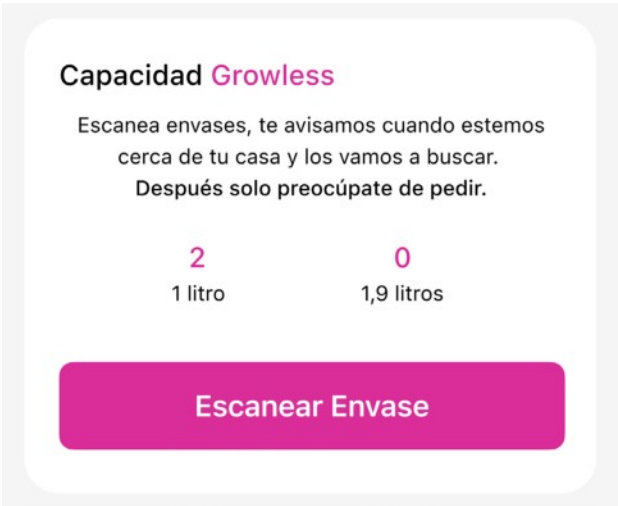 Capacidad Growless
Escanea envases, te avisamos cuando estemos
cerca de tu casa y los vamos a buscar.
Después solo preocúpate de pedir.
2 0
1 litro 1,9 litros
Escanear Envase